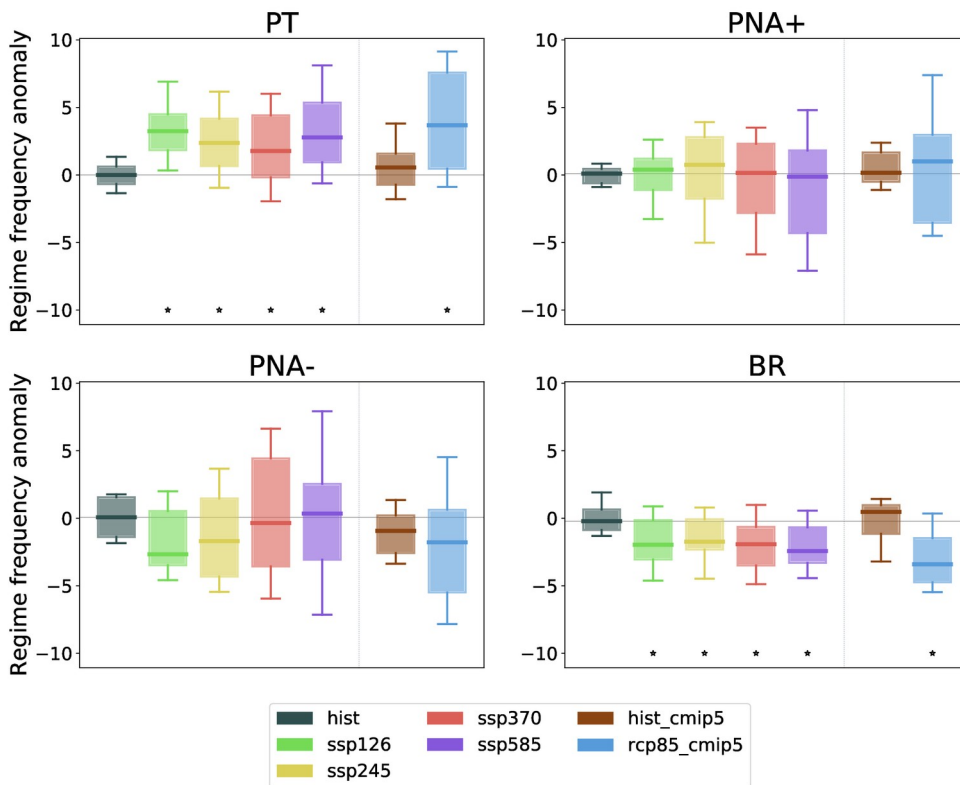 PT
PNA+
Regime frequency anomaly
10
5
0
−5
−10
10
5
0
−5
−10
PNA-
BR
Regime frequency anomaly
10
5
0
−5
−10
10
5
0
−5
−10
hist
ssp126
ssp245
ssp370
ssp585
hist_cmip5
rcp85_cmip5